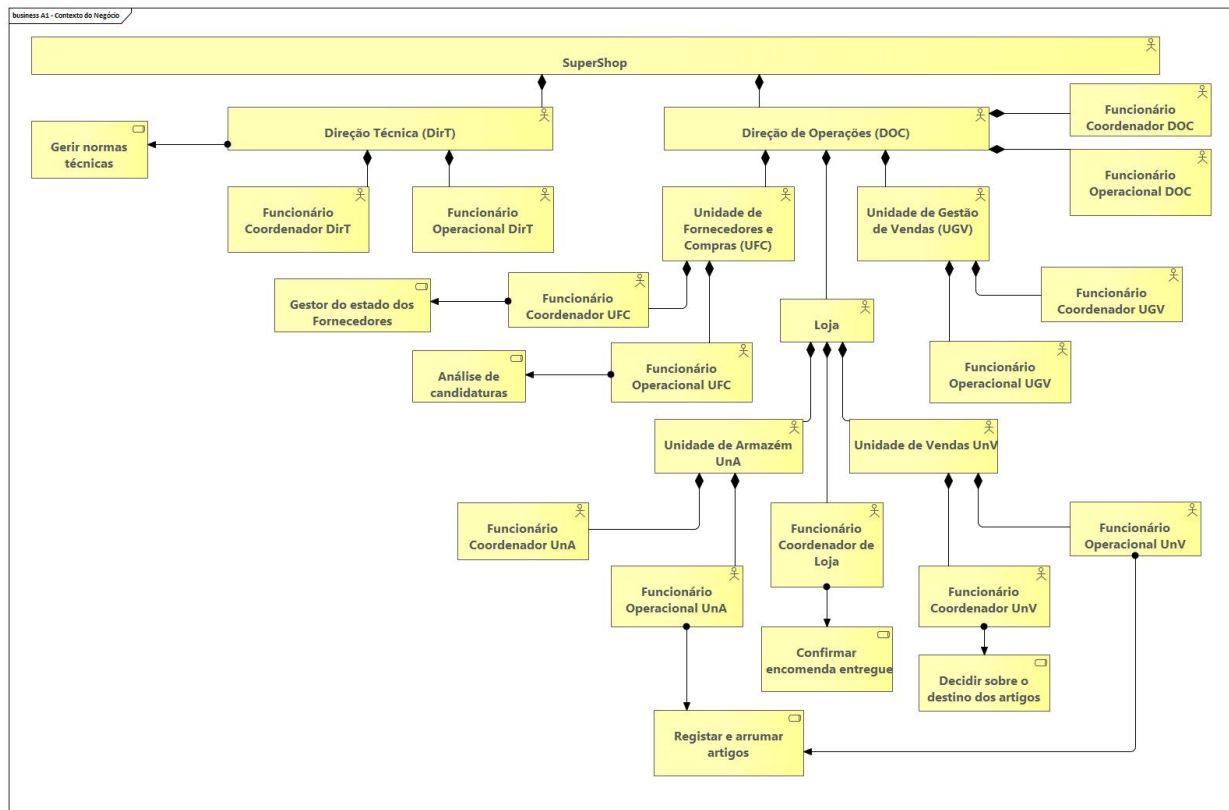 business A1 - Contexto do Negócio
SuperShop
Direção Técnica (DirT)
Direção de Operações (DOC)
Funcionário
Coordenador DOC
Gerir normas
técnicas
Funcionário
Operacional DOC
Funcionário
Coordenador DirT
Funcionário
Operacional DirT
Unidade de
Fornecedores e
Compras (UFC)
Unidade de Gestão
de Vendas (UGV)
Gestor do estado dos
Fornecedores
Funcionário
Coordenador UFC
Funcionário
Coordenador UGV
Loja
Análise de
candidaturas
Funcionário
Operacional UFC
Funcionário
Operacional UGV
Unidade de Armazém
UnA
Unidade de Vendas UnV
Funcionário
Coordenador UnA
Funcionário
Coordenador de
Loja
Funcionário
Operacional UnV
Funcionário
Operacional UnA
Funcionário
Coordenador UnV
Confirmar
encomenda entregue
Decidir sobre o
destino dos artigos
Registar e arrumar
artigos